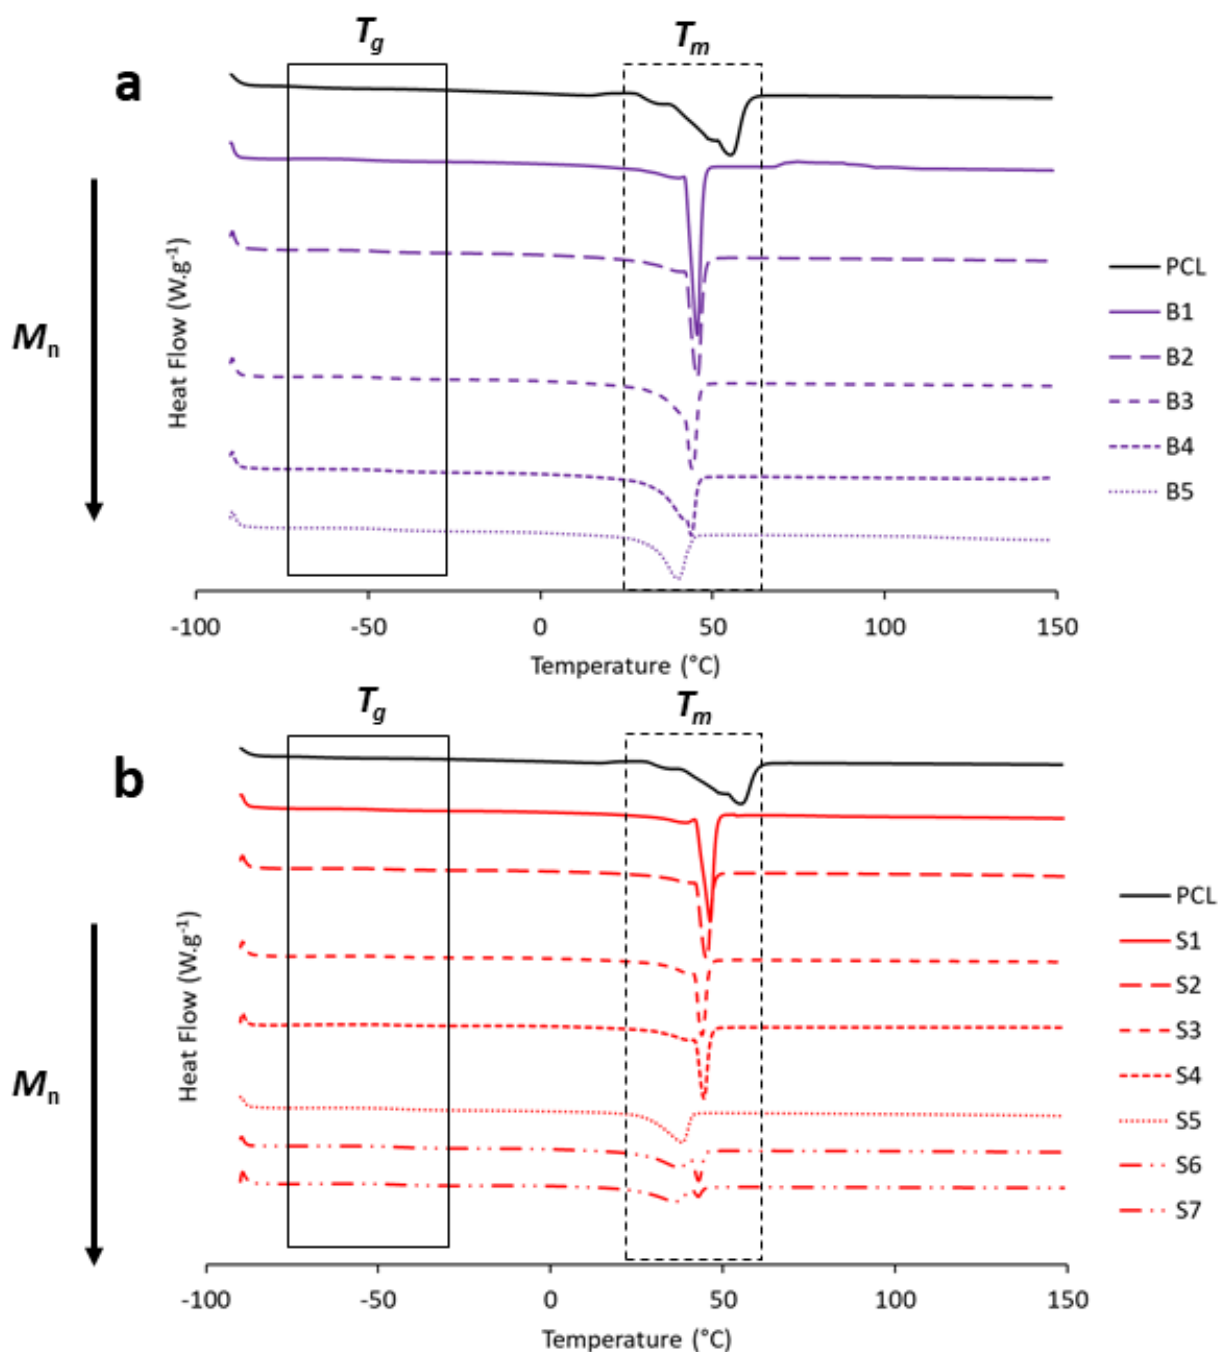 Tg Tm
a
Mn
Heat Flow (W.g-1)
PCL
B1
B2
B3
B4
B5
-100 -50 0 50 100 150
Temperature (°C)
Tg Tm
b
Mn
Heat Flow (W.g-1)
PCL
S1
S2
S3
S4
S5
S6
S7
-100 -50 0 50 100 150
Temperature (°C)